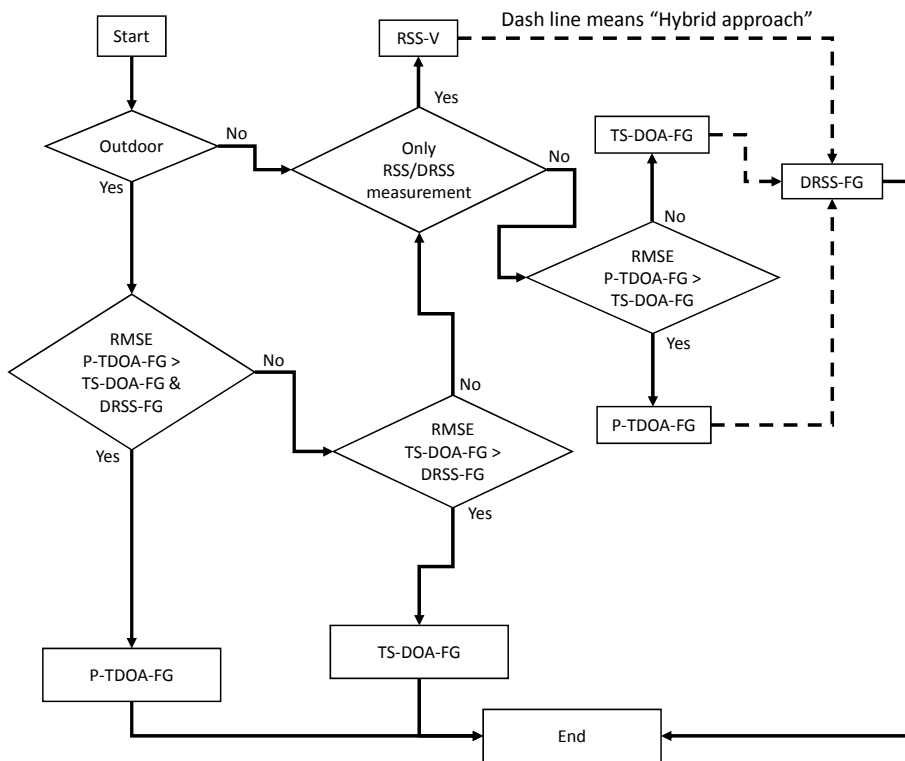 Dash line means “Hybrid approach”
Start
RSS-V
Yes
Outdoor
No
Yes
Only
RSS/DRSS
measurement
No
TS-DOA-FG
DRSS-FG
No
RMSE
P-TDOA-FG >
TS-DOA-FG
Yes
P-TDOA-FG
RMSE
P-TDOA-FG >
TS-DOA-FG &
DRSS-FG
No
Yes
No
RMSE
TS-DOA-FG >
DRSS-FG
Yes
P-TDOA-FG
TS-DOA-FG
End